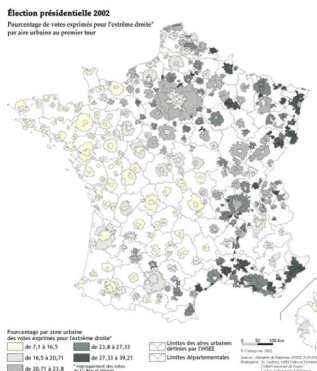 Élection présidentielle 2002
Pourcentage de votes exprimés pour l'extrême droite*
par aire urbaine au premier tour
Pourcentage par zone urbaine
des votes exprimés pour l'extrême droite*
de 7,1 à 16,5
de 16,5 à 20,71
de 20,71 à 23,8
de 23,8 à 27,33
de 27,33 à 39,21
* regroupement des votes
Limites des aires urbaines
définies par l'INSEE
Limites départementales
0 50 100 km